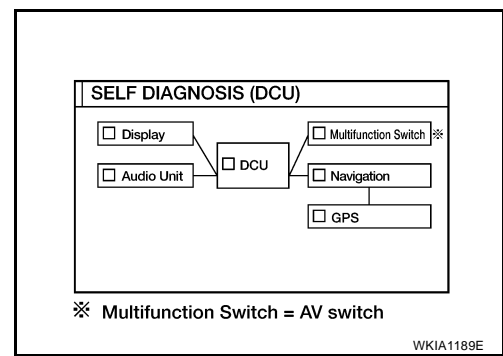 SELF DIAGNOSIS (DCU)
Display
Multifunction Switch ※
DCU
Audio Unit
Navigation
GPS
※ Multifunction Switch = AV switch
WKIA1189E